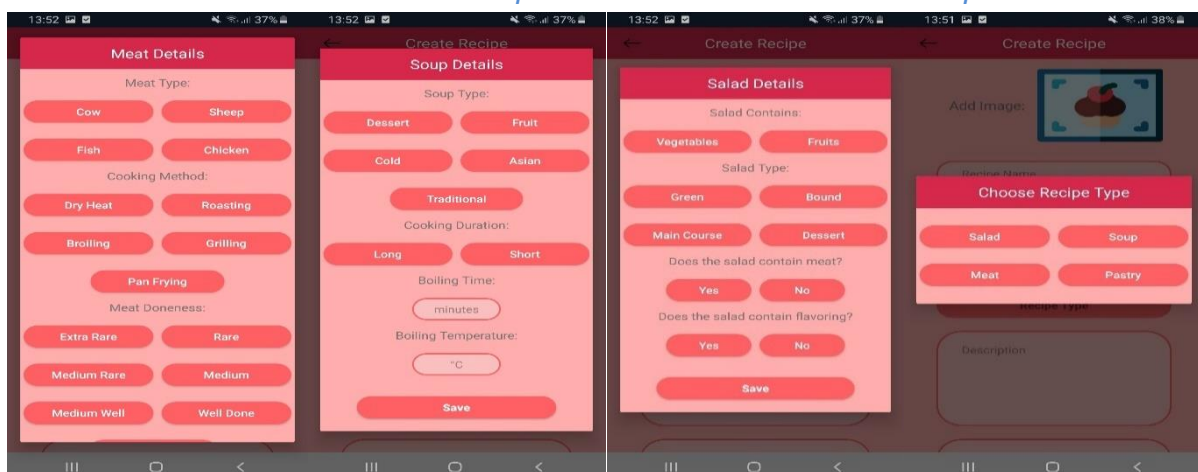 13:52 37%
Meat Details
Meat Type:
Cow Sheep
Fish Chicken
Cooking Method:
Dry Heat Roasting
Broiling Grilling
Pan Frying
Meat Doneness:
Extra Rare Rare
Medium Rare Medium
Medium Well Well Done
13:52 37%
Create Recipe
Soup Details
Soup Type:
Dessert Fruit
Cold Asian
Traditional
Cooking Duration:
Long Short
Boiling Time:
minutes
Boiling Temperature:
°C
Save
13:52 37%
Create Recipe
Salad Details
Salad Contains:
Vegetables Fruits
Salad Type:
Green Bound
Main Course Dessert
Does the salad contain meat?
Yes No
Does the salad contain flavoring?
Yes No
Save
13:51 38%
Create Recipe
Add Image:
Recipe Name
Choose Recipe Type
Salad Soup
Meat Pastry
Recipe Type
Description